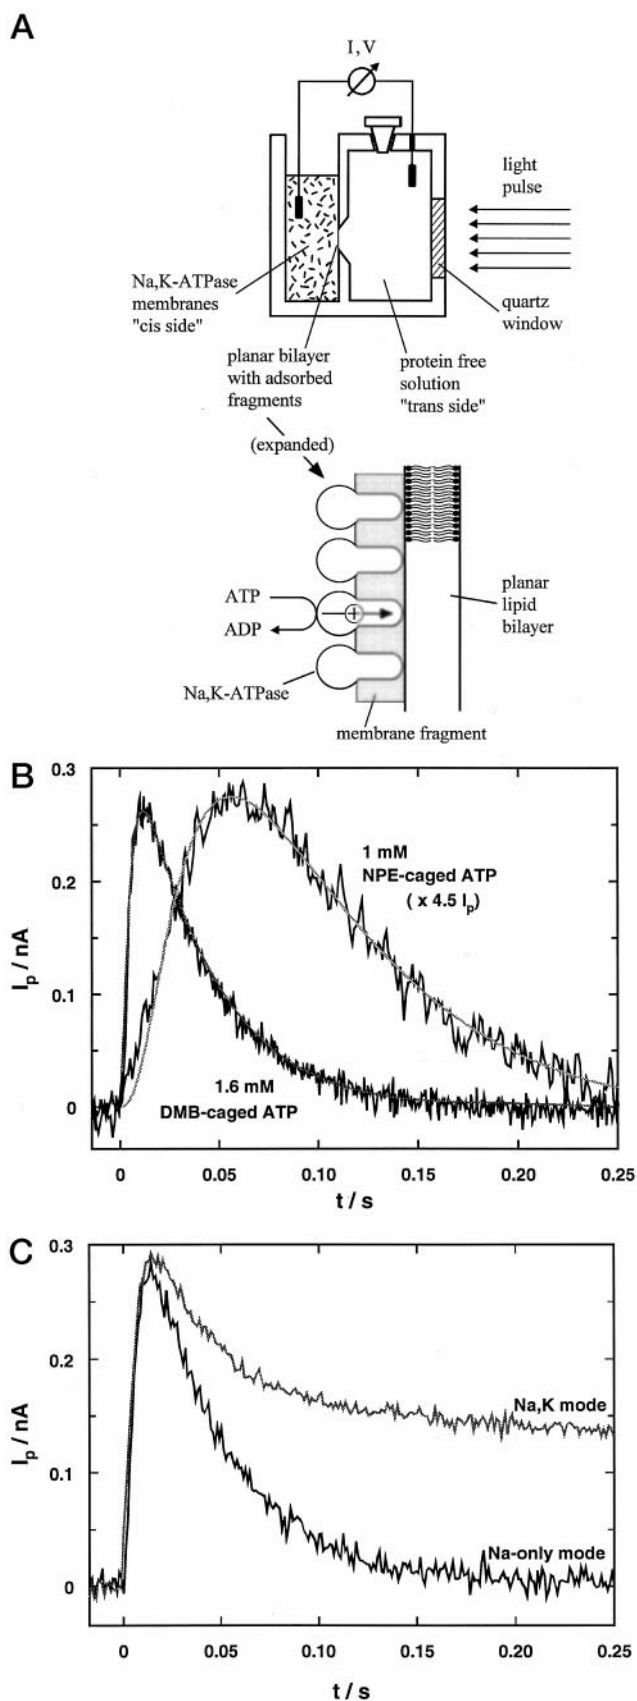 A
I, V
light
pulse
Na,K-ATPase
membranes
"cis side"
quartz
window
planar bilayer
with adsorbed
fragments
protein free
solution
"trans side"
(expanded)
ATP
ADP
+
planar
lipid
bilayer
Na,K-ATPase
membrane fragment
B
0.3
0.2
0.1
0
I_p / nA
1 mM
NPE-caged ATP
( x 4.5 I_p)
1.6 mM
DMB-caged ATP
0
0.05
0.10
0.15
0.20
0.25
t / s
C
0.3
0.2
0.1
0
I_p / nA
Na,K mode
Na-only mode
0
0.05
0.10
0.15
0.20
0.25
t / s